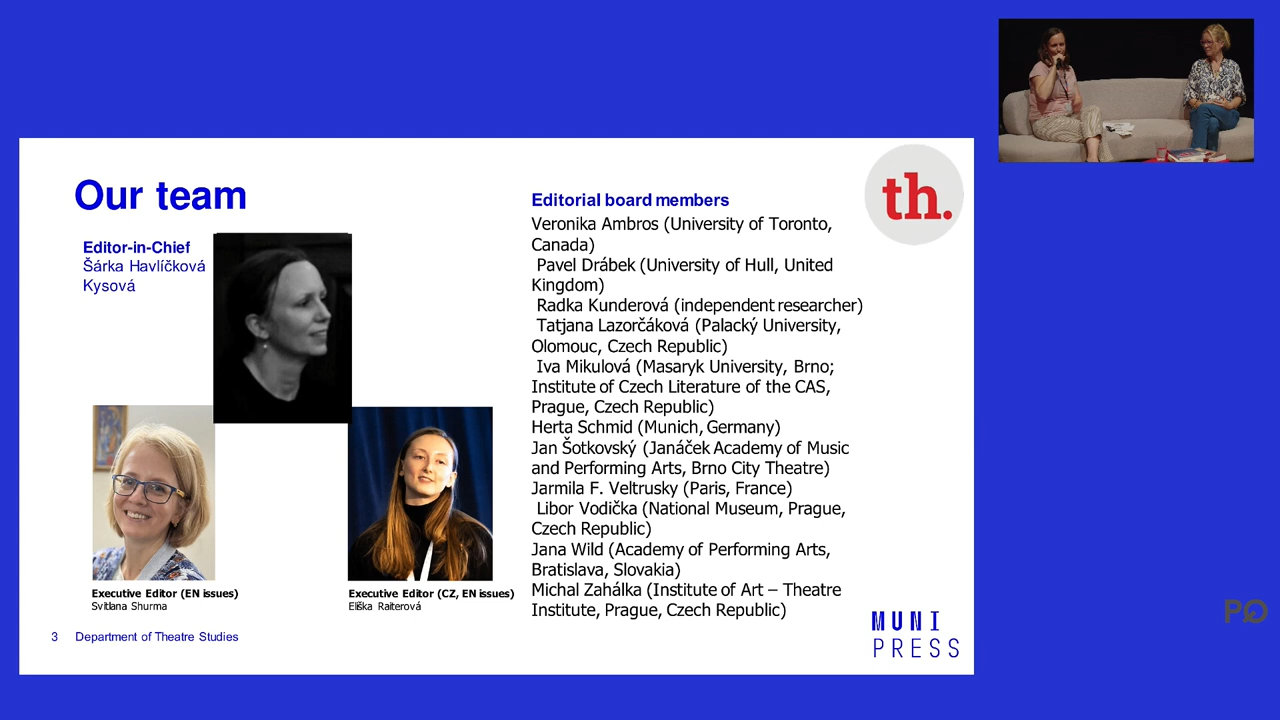 Our team
Editor-in-Chief
Šárka Havlíčková
Kysová
Executive Editor (EN issues)
Svitlana Shurma
Executive Editor (CZ, EN issues)
Eliška Raiterová
3 Department of Theatre Studies
Editorial board members
Veronika Ambros (University of Toronto,
Canada)
Pavel Drábek (University of Hull, United
Kingdom)
Radka Kunderová (independent researcher)
Tatjana Lazorčáková (Palacký University,
Olomouc, Czech Republic)
Iva Mikulová (Masaryk University, Brno;
Institute of Czech Literature of the CAS,
Prague, Czech Republic)
Herta Schmid (Munich, Germany)
Jan Šotkovský (Janáček Academy of Music
and Performing Arts, Brno City Theatre)
Jarmila F. Veltrusky (Paris, France)
Libor Vodička (National Museum, Prague,
Czech Republic)
Jana Wild (Academy of Performing Arts,
Bratislava, Slovakia)
Michal Zahálka (Institute of Art – Theatre
Institute, Prague, Czech Republic)
th.
MUNI
PRESS
PQ